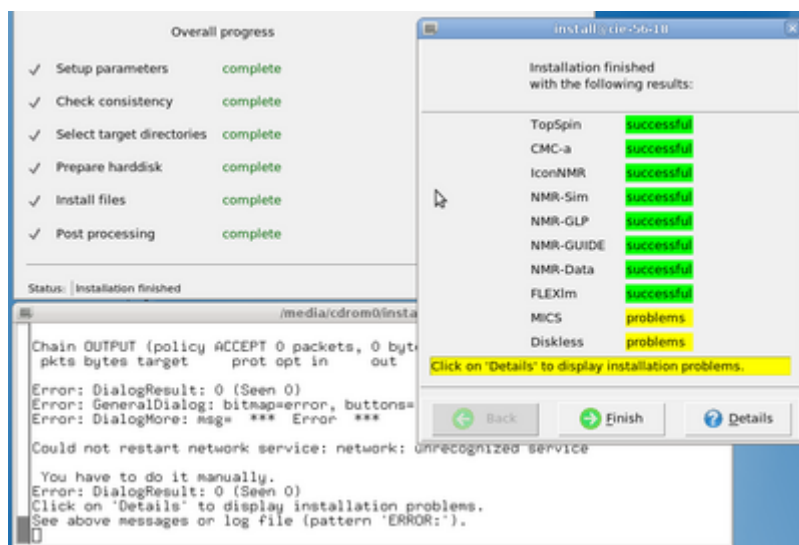 Overall progress
Setup parameters complete
Check consistency complete
Select target directories complete
Prepare harddisk complete
Install files complete
Post processing complete
Status: Installation finished
install
Installation finished
with the following results:
TopSpin successful
CMC-a successful
IconNMR successful
NMR-Sim successful
NMR-GLP successful
NMR-GUIDE successful
NMR-Data successful
FLEXlm successful
MICS problems
Diskless problems
Click on "Details" to display installation problems.
Back Finish Details
/media/cdrom0/insta
Chain OUTPUT (policy ACCEPT 0 packets, 0 byt
pkts bytes target prot opt in out
Error: DialogResult: 0 (Seen 0)
Error: GeneralDialog: bitmap=error, buttons=
Error: DialogMore: msg= *** Error ***
Could not restart network service: network: unrecognized service
You have to do it manually.
Error: DialogResult: 0 (Seen 0)
Click on 'Details' to display installation problems.
See above messages or log file (pattern 'ERROR:').